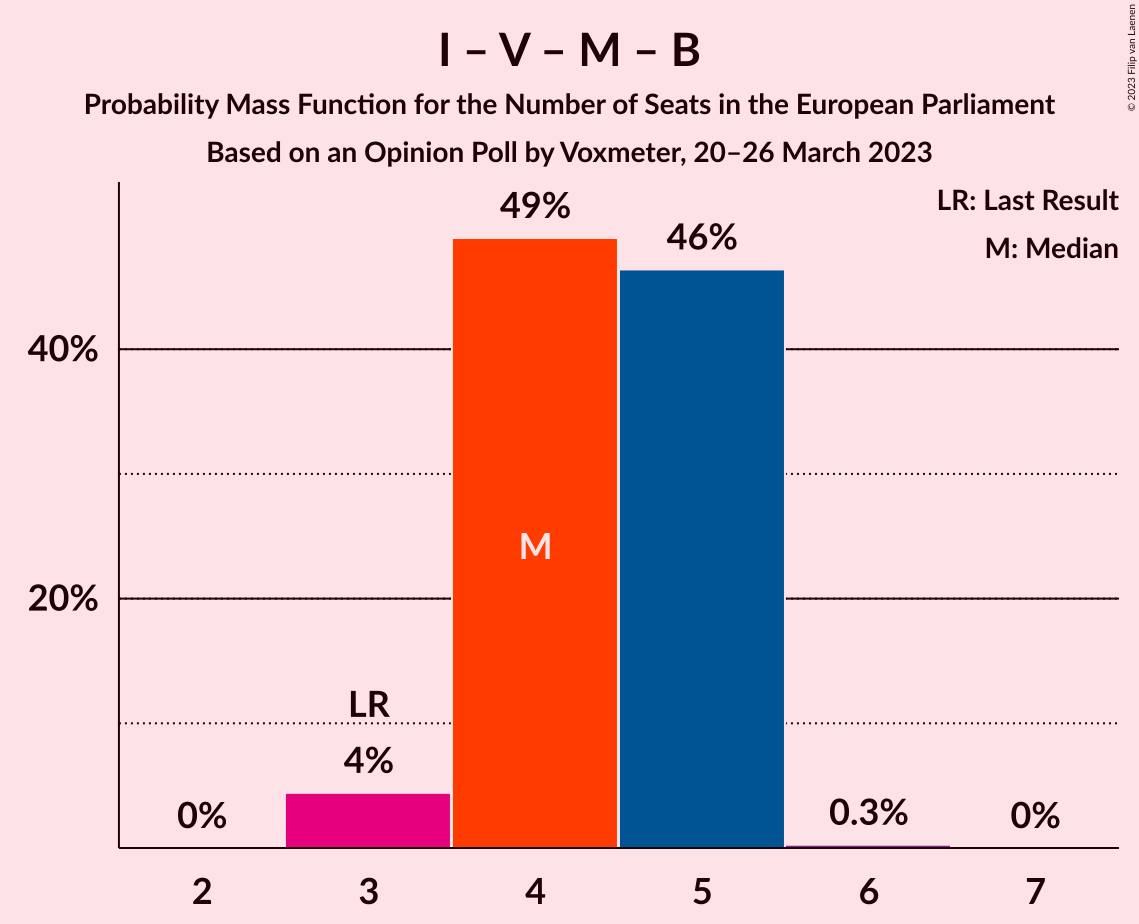 I – V – M – B
Probability Mass Function for the Number of Seats in the European Parliament
Based on an Opinion Poll by Voxmeter, 20–26 March 2023
© 2023 Filip van Laenen
LR: Last Result
M: Median
49%
46%
40%
M
20%
LR
4%
0%
0.3%
0%
2 3 4 5 6 7